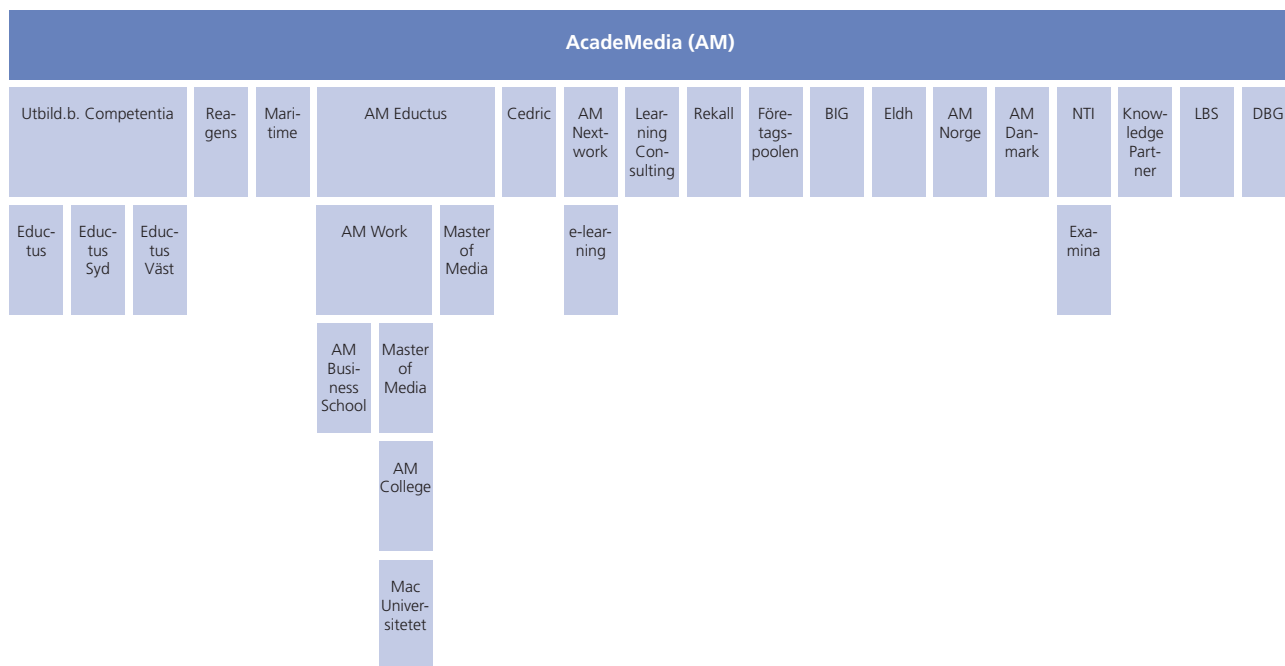 AcadeMedia (AM)
Utbild.b. Competentia
Rea-
gens
Mari-
time
AM Eductus
Cedric
AM
Next-
work
Lear-
ning
Con-
sulting
Rekall
Före-
tags-
poolen
BIG
Eldh
AM
Norge
AM
Dan-
mark
NTI
Know-
ledge
Part-
ner
LBS
DBG
Educ-
tus
Educ-
tus
Syd
Educ-
tus
Väst
AM Work
Master
of
Media
e-lear-
ning
Exa-
mina
AM
Busi-
ness
School
Master
of
Media
AM
College
Mac
Univer-
sitetet